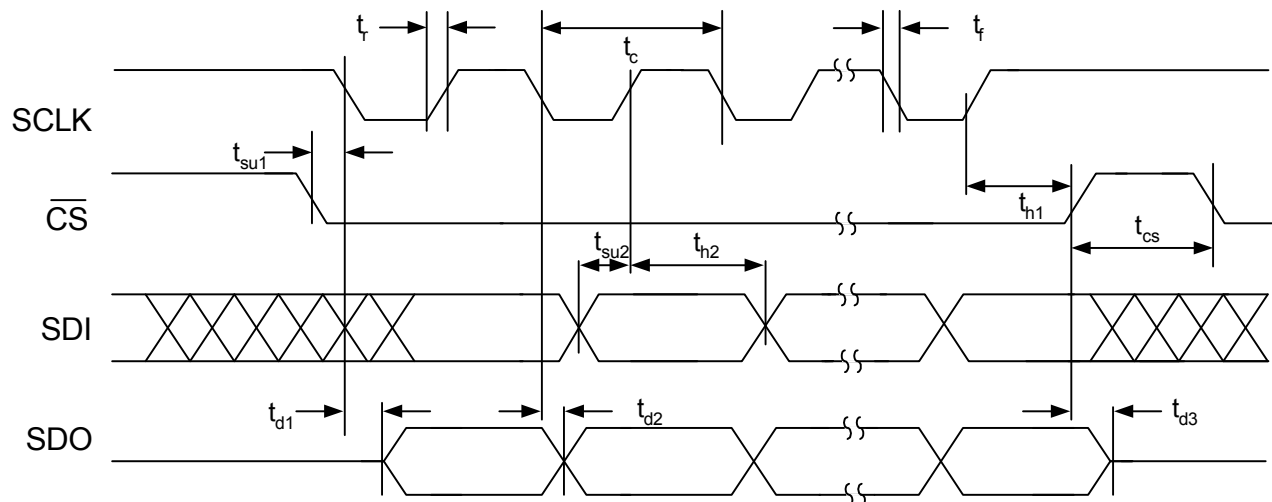 tr
tc
tf
SCLK
tsu1
CS
th1
tcs
tsu2
th2
SDI
td1
td2
td3
SDO